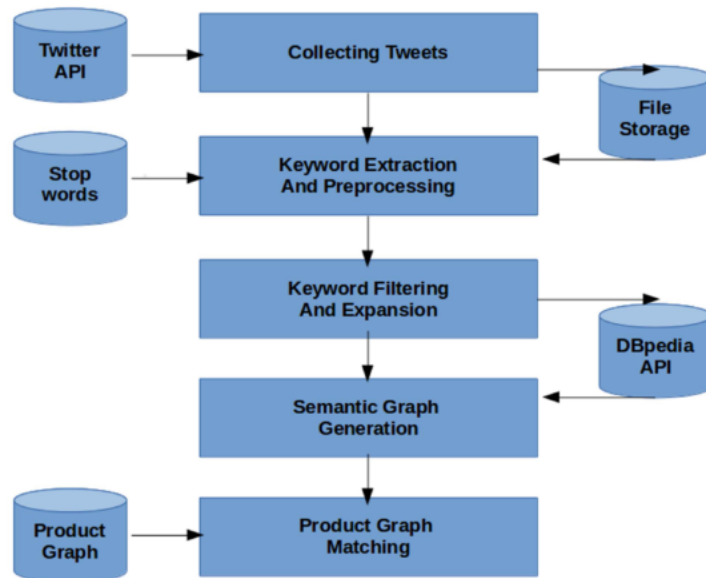 Twitter
API
Collecting Tweets
File
Storage
Stop
words
Keyword Extraction
And Preprocessing
Keyword Filtering
And Expansion
DBpedia
API
Semantic Graph
Generation
Product
Graph
Product Graph
Matching